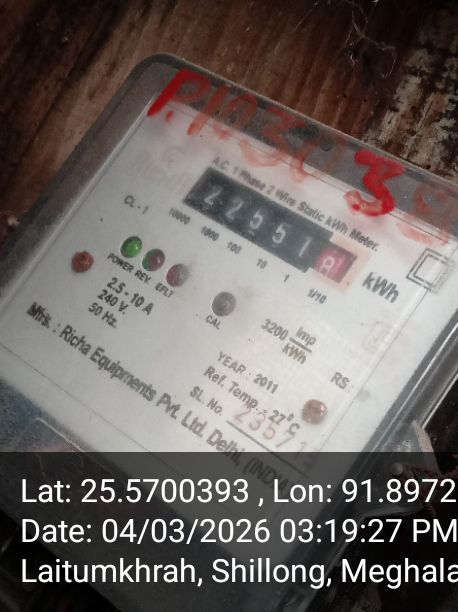 P.103038
A.C. 1 Phase 2 Wire Static kWh Meter.
CL-1
225518
10000 1000 100 10 1 1/10
kWh
POWER REV. EFLT
2.5 - 10 A
240 V.
50 Hz.
CAL
3200 Imp/kWh
YEAR : 2011
RS :
Ref. Temp. : 27°C
SL. No.
Mfrs. : Richa Equipments Pvt. Ltd. Delhi, (INDIA)
Lat: 25.5700393 , Lon: 91.8972
Date: 04/03/2026 03:19:27 PM
Laitumkhrah, Shillong, Meghala